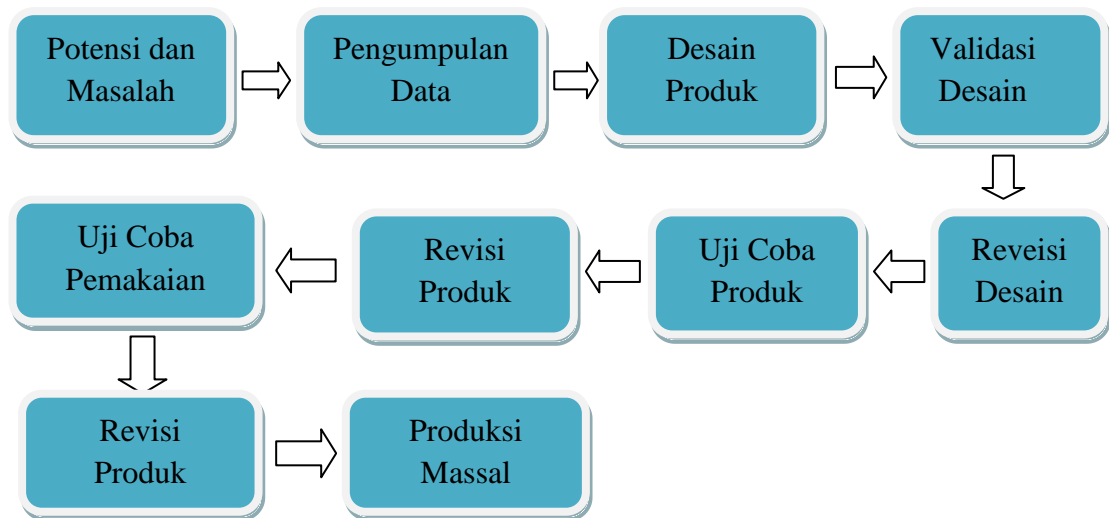 Potensi dan
Masalah
Pengumpulan
Data
Desain
Produk
Validasi
Desain
Reveisi
Desain
Uji Coba
Produk
Revisi
Produk
Uji Coba
Pemakaian
Revisi
Produk
Produksi
Massal